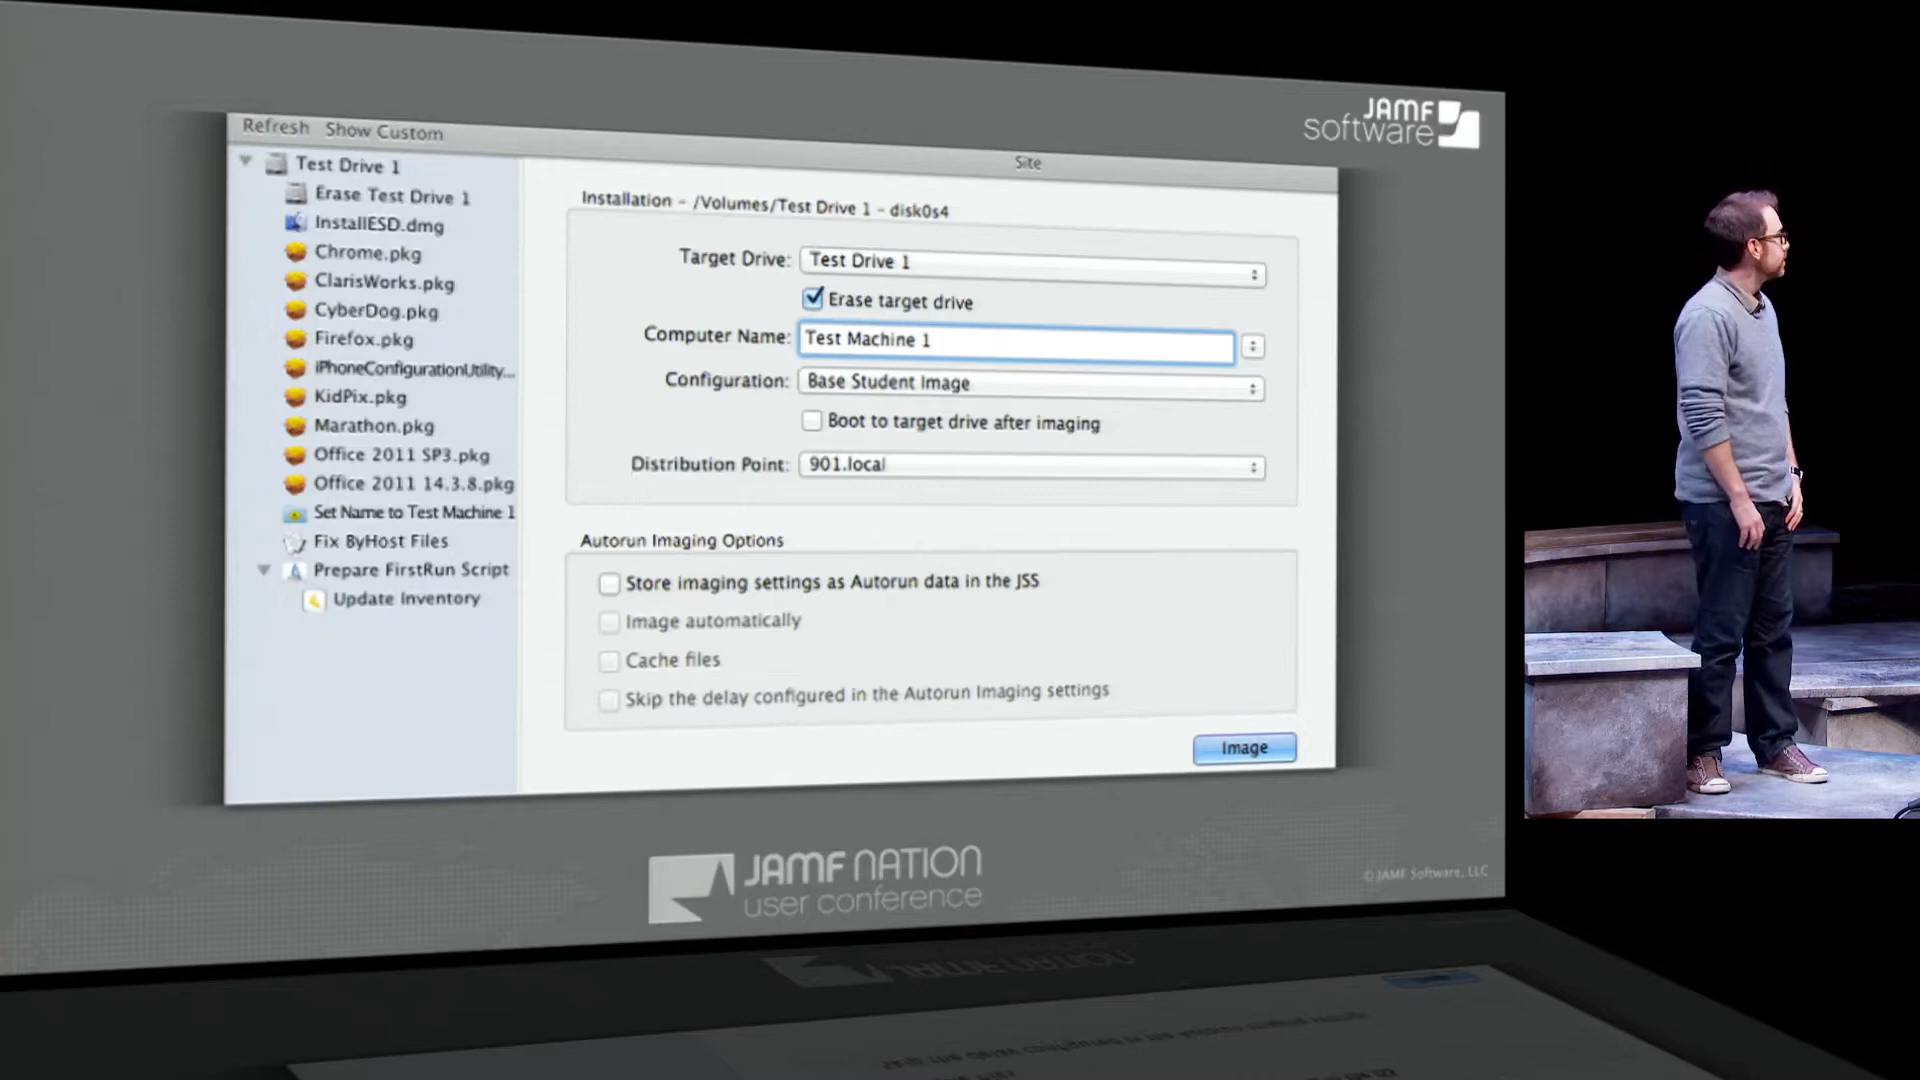 JAMF
software
Refresh Show Custom
Site
Test Drive 1
Erase Test Drive 1
InstallESD.dmg
Chrome.pkg
ClarisWorks.pkg
CyberDog.pkg
Firefox.pkg
iPhoneConfigurationUtility...
KidPix.pkg
Marathon.pkg
Office 2011 SP3.pkg
Office 2011 14.3.8.pkg
Set Name to Test Machine 1
Fix ByHost Files
Prepare FirstRun Script
Update Inventory
Installation - /Volumes/Test Drive 1 - disk0s4
Target Drive: Test Drive 1
Erase target drive
Computer Name: Test Machine 1
Configuration: Base Student Image
Boot to target drive after imaging
Distribution Point: 901.local
Autorun Imaging Options
Store imaging settings as Autorun data in the JSS
Image automatically
Cache files
Skip the delay configured in the Autorun Imaging settings
Image
JAMF NATION
user conference
© JAMF Software, LLC